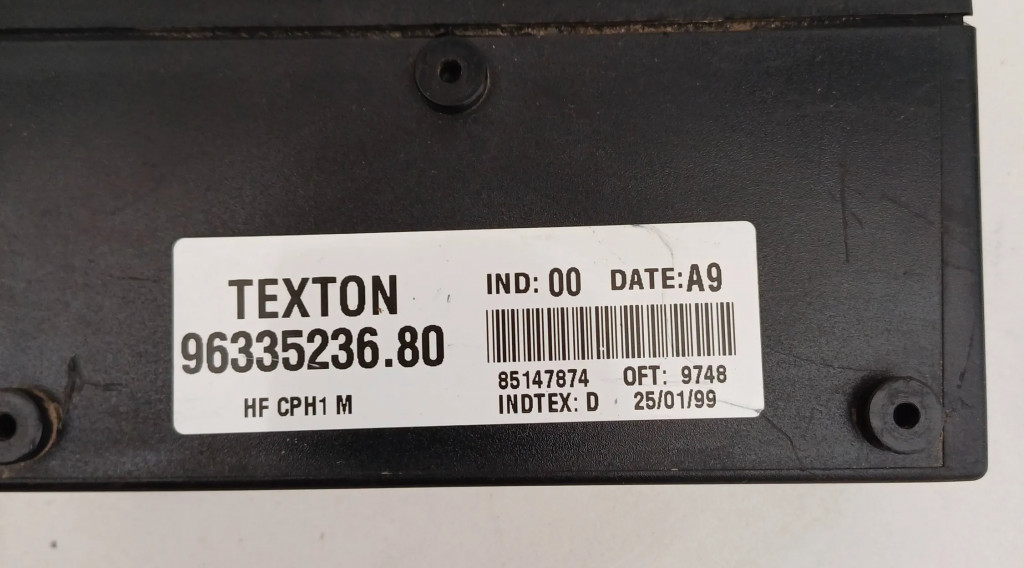 TEXTON
96335236.80
HF CPH1 M
IND: 00 DATE: A9
85147874 OFT: 9748
INDTEX: D 25/01/99